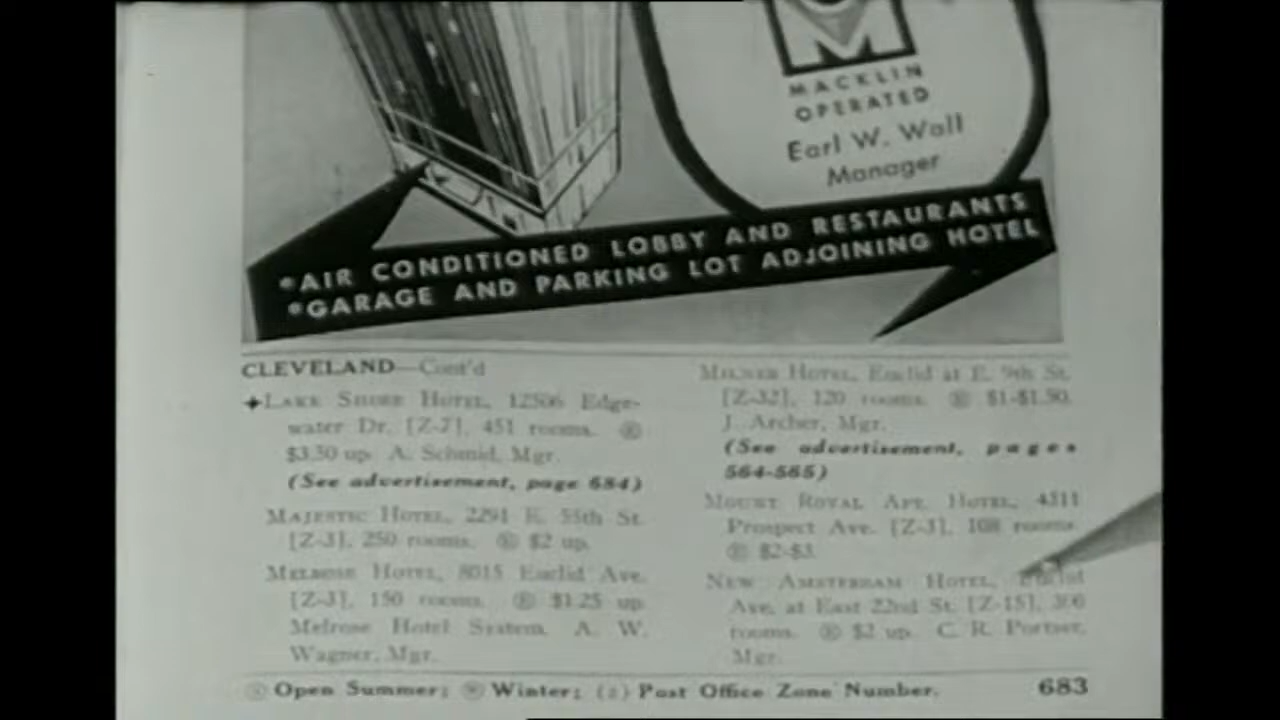 M
MACKLIN
OPERATED
Earl W. Wall
Manager
•AIR CONDITIONED LOBBY AND RESTAURANTS
•GARAGE AND PARKING LOT ADJOINING HOTEL
CLEVELAND—Cont'd
✦LAKE SHORE HOTEL, 12506 Edge-
water Dr. [Z-7], 451 rooms. Ⓔ
$3.50 up. A. Schmid, Mgr.
(See advertisement, page 684)
MAJESTIC HOTEL, 2291 E. 55th St.
[Z-3], 250 rooms. Ⓔ $2 up.
MELROSE HOTEL, 8015 Euclid Ave.
[Z-3], 150 rooms. Ⓔ $1.25 up.
Melrose Hotel System. A. W.
Wagner, Mgr.
MILNER HOTEL, Euclid at E. 9th St.
[Z-32], 120 rooms. Ⓔ $1-$1.50.
J. Archer, Mgr.
(See advertisement, pages
564-565)
MOUNT ROYAL APT. HOTEL, 4511
Prospect Ave. [Z-3], 108 rooms.
Ⓔ $2-$3.
NEW AMSTERDAM HOTEL, Euclid
Ave. at East 22nd St. [Z-15], 300
rooms. Ⓔ $2 up. C. R. Portser,
Mgr.
Open Summer; Winter; (z) Post Office Zone Number. 683